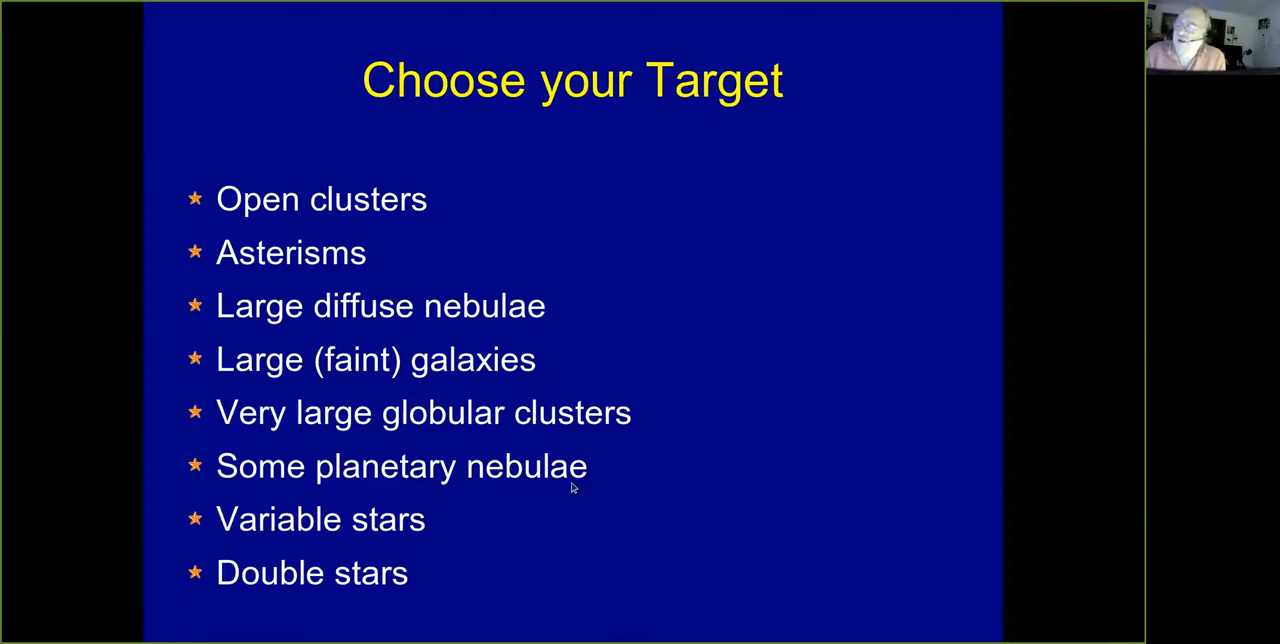 Choose your Target
Open clusters
Asterisms
Large diffuse nebulae
Large (faint) galaxies
Very large globular clusters
Some planetary nebulae
Variable stars
Double stars